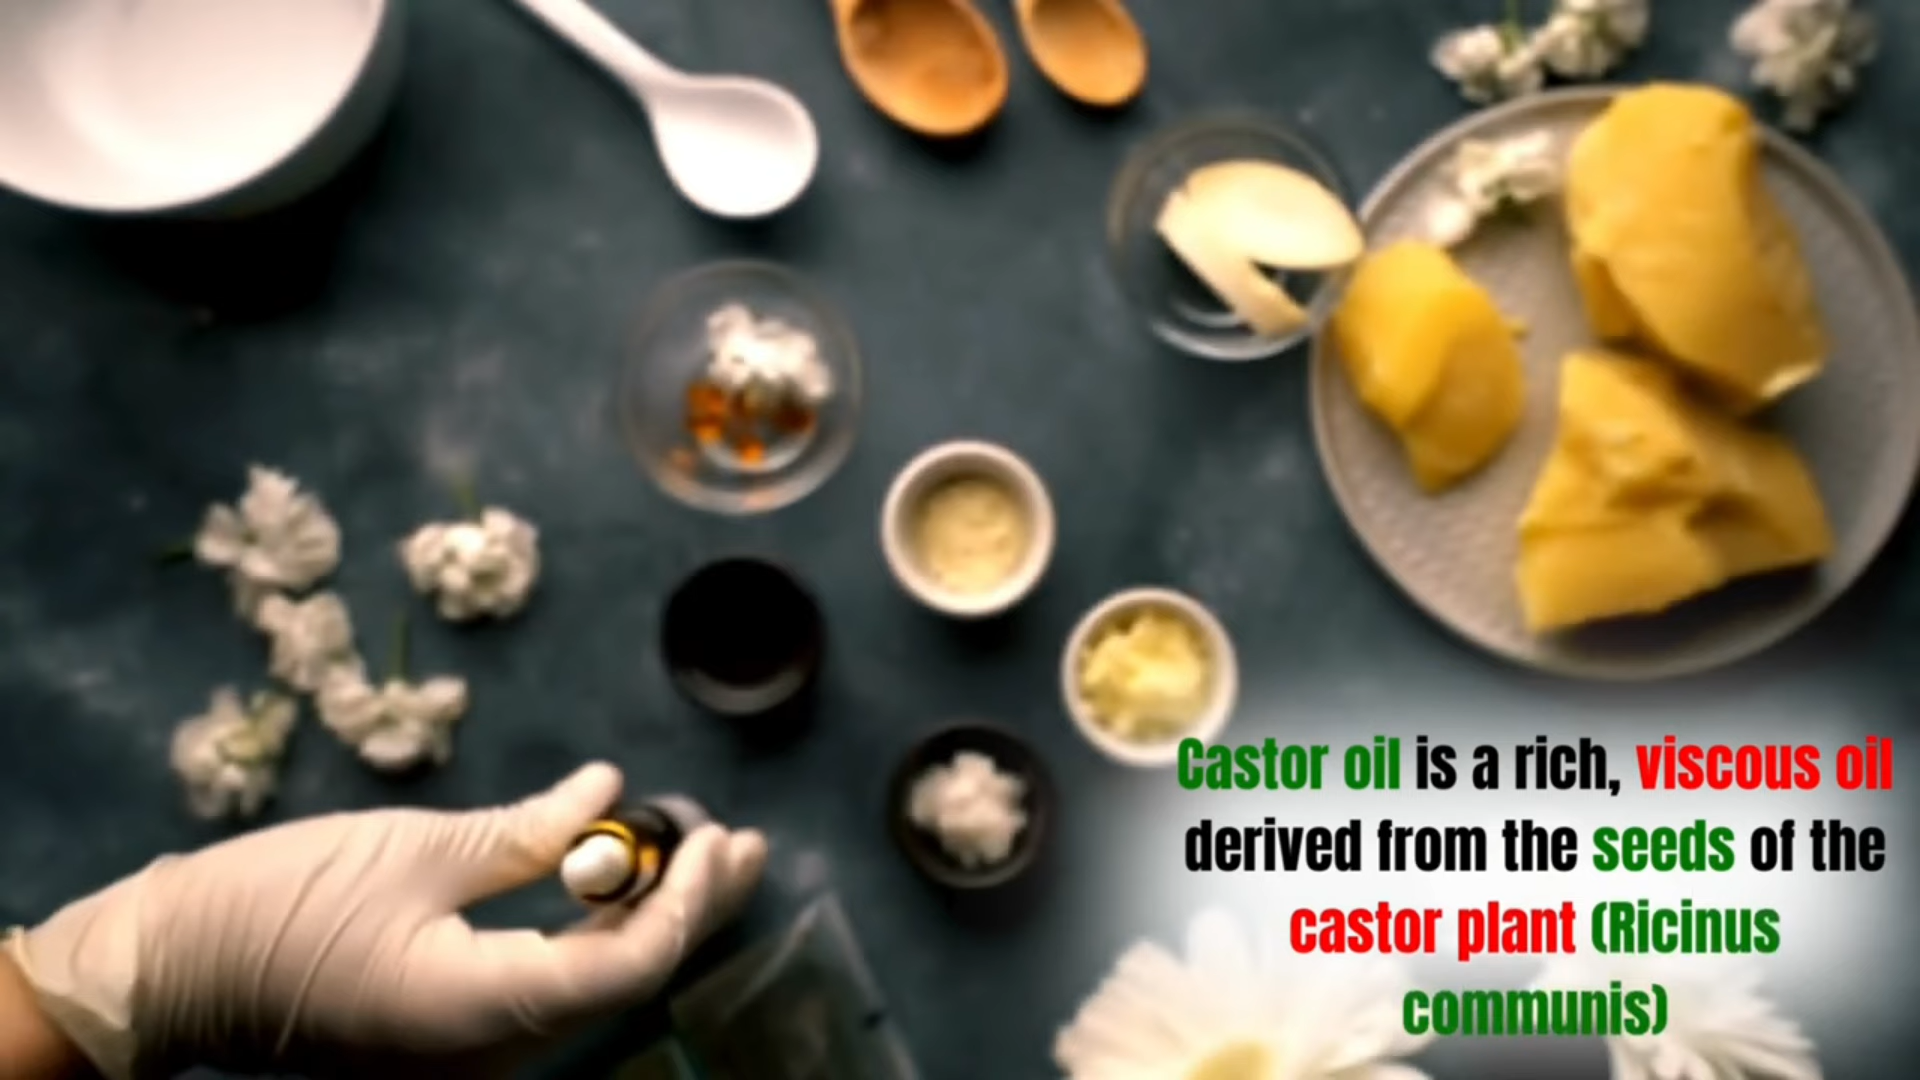 Castor oil is a rich, viscous oil
derived from the seeds of the
castor plant (Ricinus
communis)